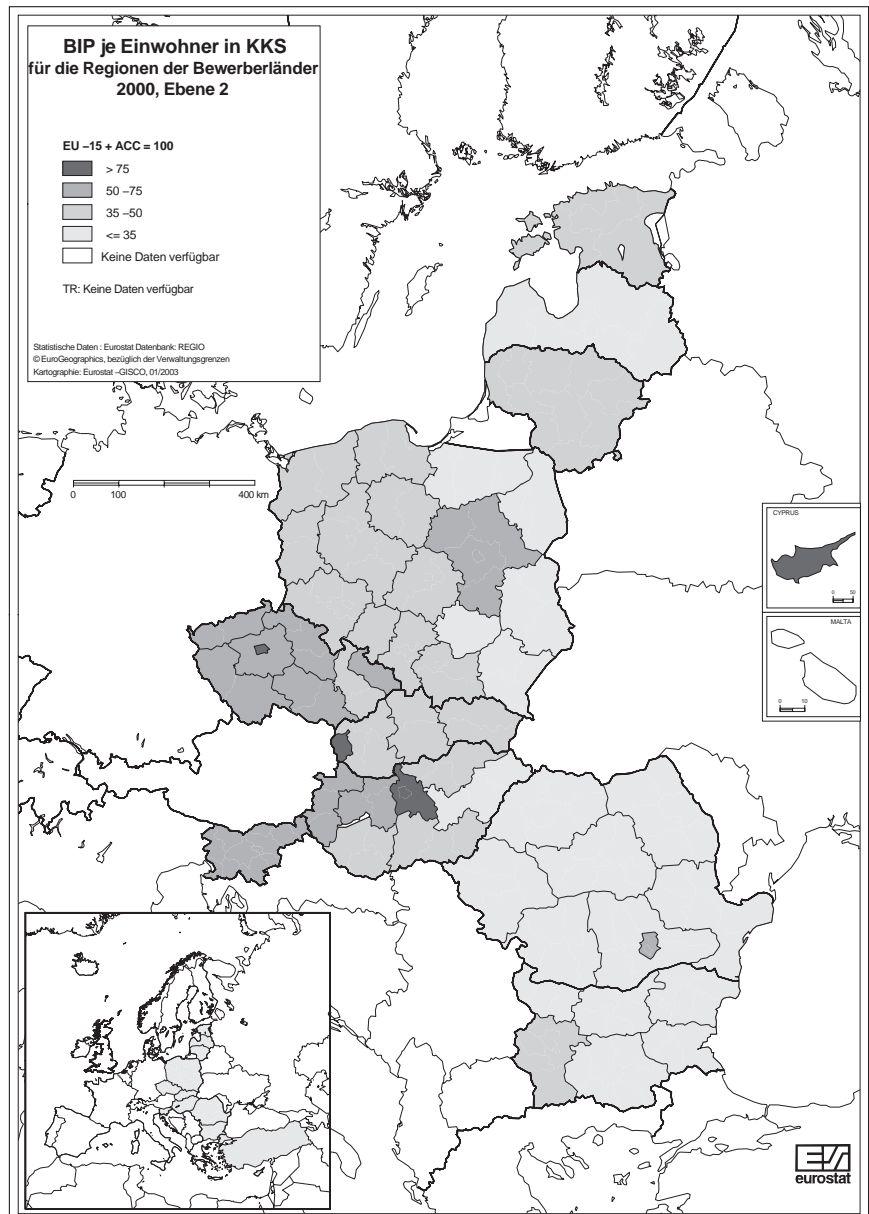 BIP je Einwohner in KKS
für die Regionen der Bewerberländer
2000, Ebene 2
EU –15 + ACC = 100
> 75
50 –75
35 –50
<= 35
Keine Daten verfügbar
TR: Keine Daten verfügbar
Statistische Daten : Eurostat Datenbank: REGIO
© EuroGeographics, bezüglich der Verwaltungsgrenzen
Kartographie: Eurostat –GISCO, 01/2003
0 100 400 km
CYPRUS
0 50
MALTA
0 10
eurostat